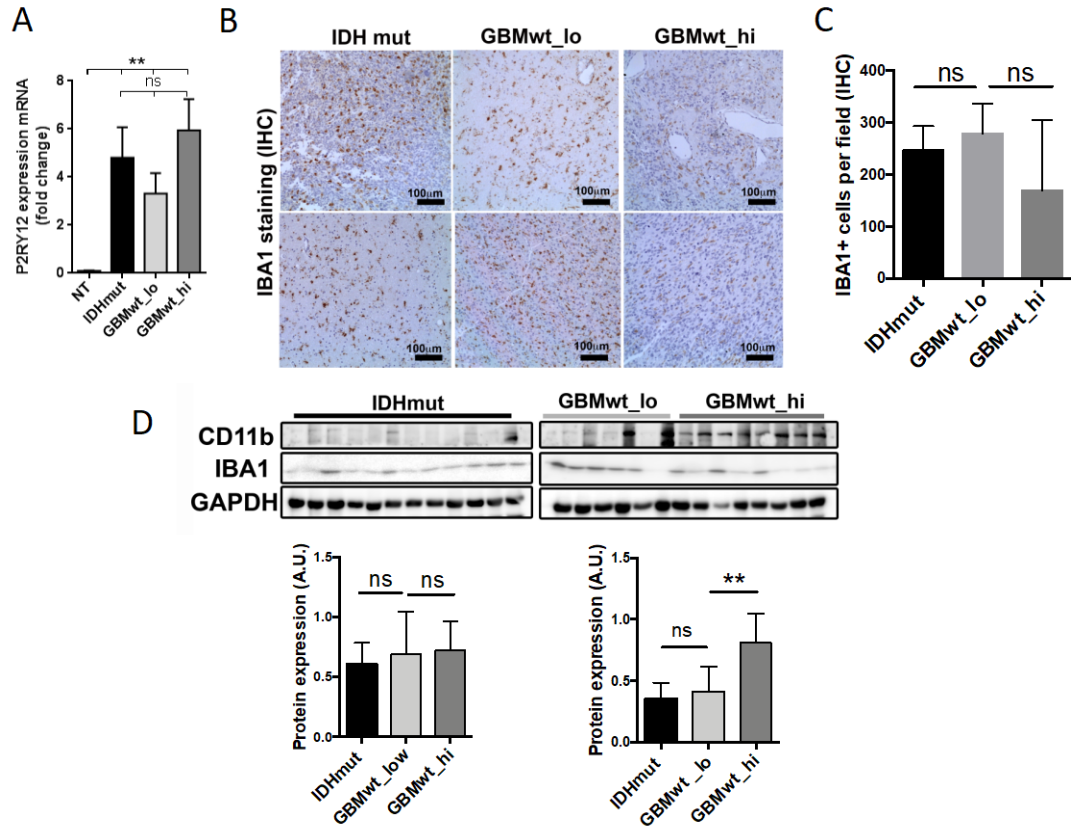 A
P2RY12 expression mRNA
(fold change)
8
6
4
2
0
**
ns
NT
IDHmut
GBMwt_lo
GBMwt_hi
B
IDH mut
GBMwt_lo
GBMwt_hi
IBA1 staining (IHC)
100µm
100µm
100µm
100µm
100µm
100µm
C
IBA1+ cells per field (IHC)
400
300
200
100
0
ns
ns
IDHmut
GBMwt_lo
GBMwt_hi
D
IDHmut
GBMwt_lo
GBMwt_hi
CD11b
IBA1
GAPDH
Protein expression (A.U.)
1.5
1.0
0.5
0.0
ns
ns
IDHmut
GBMwt_low
GBMwt_hi
Protein expression (A.U.)
1.5
1.0
0.5
0.0
ns
**
IDHmut
GBMwt_lo
GBMwt_hi